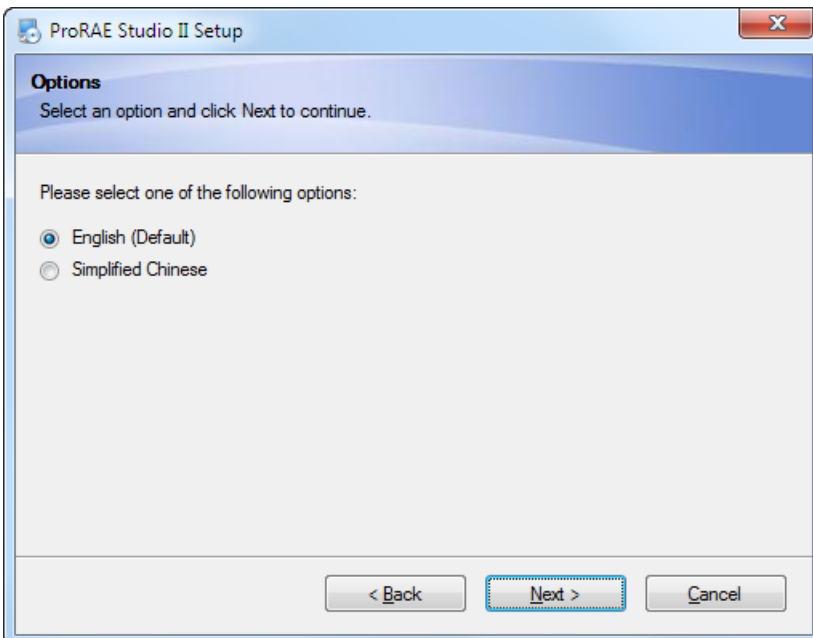 ProRAE Studio II Setup
Options
Select an option and click Next to continue.
Please select one of the following options:
English (Default)
Simplified Chinese
< Back
Next >
Cancel